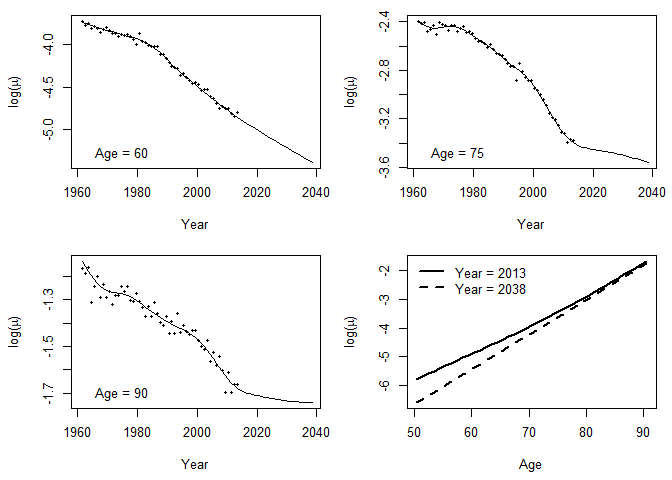 log(μ)
-4.0
-4.5
-5.0
Age = 60
1960 1980 2000 2020 2040
Year
log(μ)
-2.4
-2.8
-3.2
-3.6
Age = 75
1960 1980 2000 2020 2040
Year
log(μ)
-1.3
-1.5
-1.7
Age = 90
1960 1980 2000 2020 2040
Year
log(μ)
-2
-3
-4
-5
-6
Year = 2013
Year = 2038
50 60 70 80 90
Age